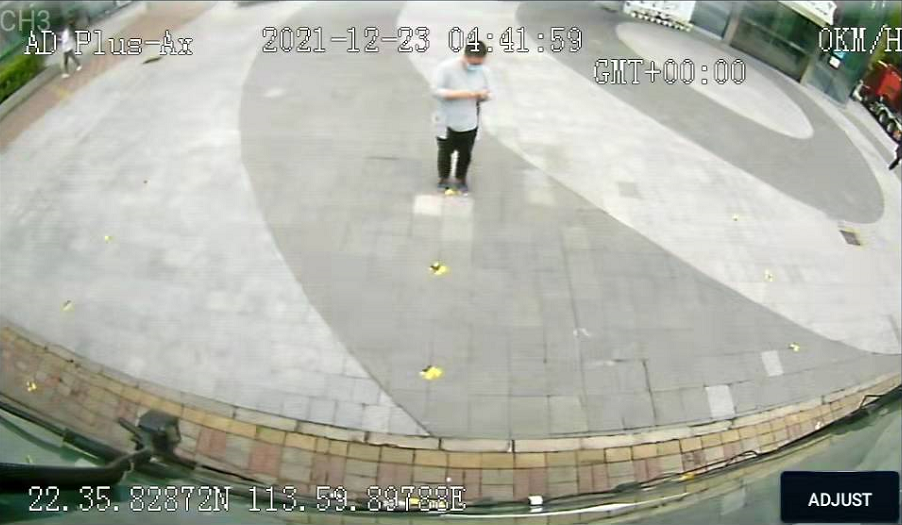 CH3
AD Plus-Ax 2021-12-23 04:41:59 0KM/H
GMT+00:00
22.35.82872N 113.59.89788E
ADJUST